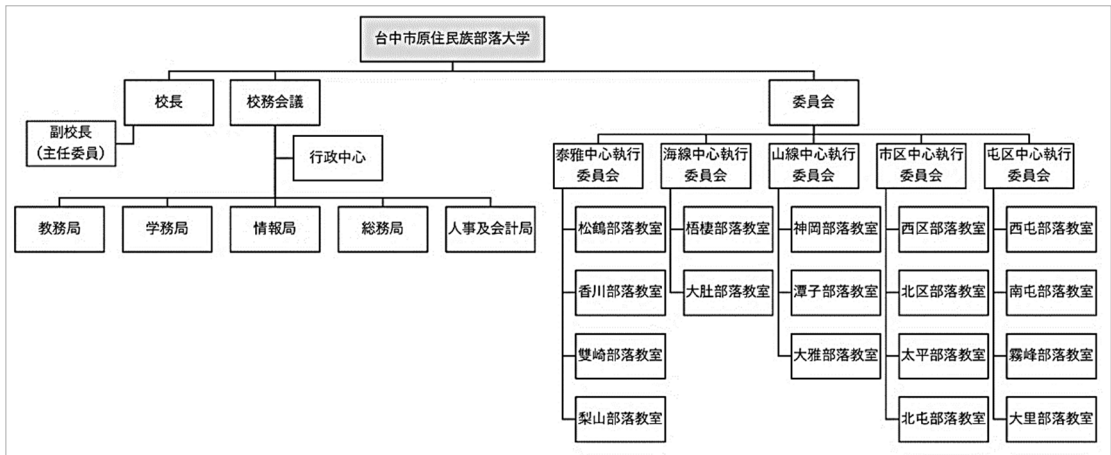 台中市原住民族部落大学
校長
校務会議
委員会
副校長
（主任委員）
行政中心
教務局
学務局
情報局
総務局
人事及会計局
泰雅中心執行
委員会
海線中心執行
委員会
山線中心執行
委員会
市区中心執行
委員会
屯区中心執行
委員会
松鶴部落教室
梧棲部落教室
神岡部落教室
西区部落教室
西屯部落教室
香川部落教室
大肚部落教室
潭子部落教室
北区部落教室
南屯部落教室
雙崎部落教室
大雅部落教室
太平部落教室
霧峰部落教室
梨山部落教室
北屯部落教室
大里部落教室